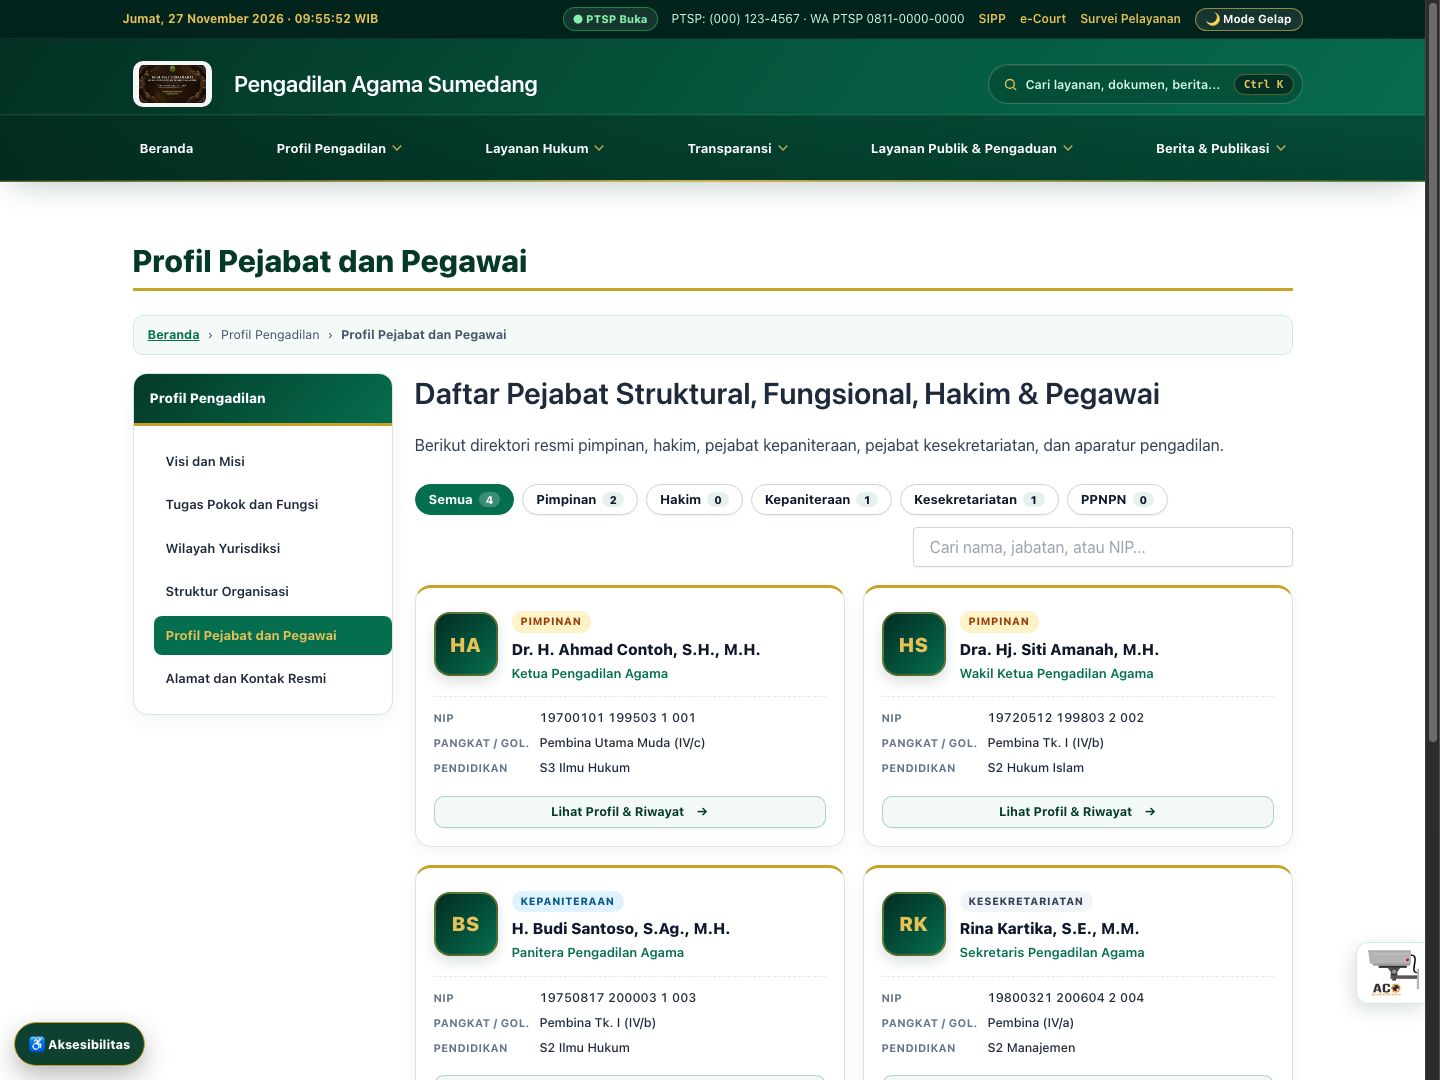 Jumat, 27 November 2026 · 09:55:52 WIB
PTSP Buka
PTSP: (000) 123-4567 · WA PTSP 0811-0000-0000
SIPP
e-Court
Survei Pelayanan
Mode Gelap
Pengadilan Agama Sumedang
Cari layanan, dokumen, berita...
Ctrl K
Beranda
Profil Pengadilan
Layanan Hukum
Transparansi
Layanan Publik & Pengaduan
Berita & Publikasi
Profil Pejabat dan Pegawai
Beranda › Profil Pengadilan › Profil Pejabat dan Pegawai
Profil Pengadilan
Visi dan Misi
Tugas Pokok dan Fungsi
Wilayah Yurisdiksi
Struktur Organisasi
Profil Pejabat dan Pegawai
Alamat dan Kontak Resmi
Daftar Pejabat Struktural, Fungsional, Hakim & Pegawai
Berikut direktori resmi pimpinan, hakim, pejabat kepaniteraan, pejabat kesekretariatan, dan aparatur pengadilan.
Semua 4
Pimpinan 2
Hakim 0
Kepaniteraan 1
Kesekretariatan 1
PPNPN 0
Cari nama, jabatan, atau NIP...
HA
PIMPINAN
Dr. H. Ahmad Contoh, S.H., M.H.
Ketua Pengadilan Agama
NIP 19700101 199503 1 001
PANGKAT / GOL. Pembina Utama Muda (IV/c)
PENDIDIKAN S3 Ilmu Hukum
Lihat Profil & Riwayat →
HS
PIMPINAN
Dra. Hj. Siti Amanah, M.H.
Wakil Ketua Pengadilan Agama
NIP 19720512 199803 2 002
PANGKAT / GOL. Pembina Tk. I (IV/b)
PENDIDIKAN S2 Hukum Islam
Lihat Profil & Riwayat →
BS
KEPANITERAAN
H. Budi Santoso, S.Ag., M.H.
Panitera Pengadilan Agama
NIP 19750817 200003 1 003
PANGKAT / GOL. Pembina Tk. I (IV/b)
PENDIDIKAN S2 Ilmu Hukum
RK
KESEKRETARIATAN
Rina Kartika, S.E., M.M.
Sekretaris Pengadilan Agama
NIP 19800321 200604 2 004
PANGKAT / GOL. Pembina (IV/a)
PENDIDIKAN S2 Manajemen
Aksesibilitas